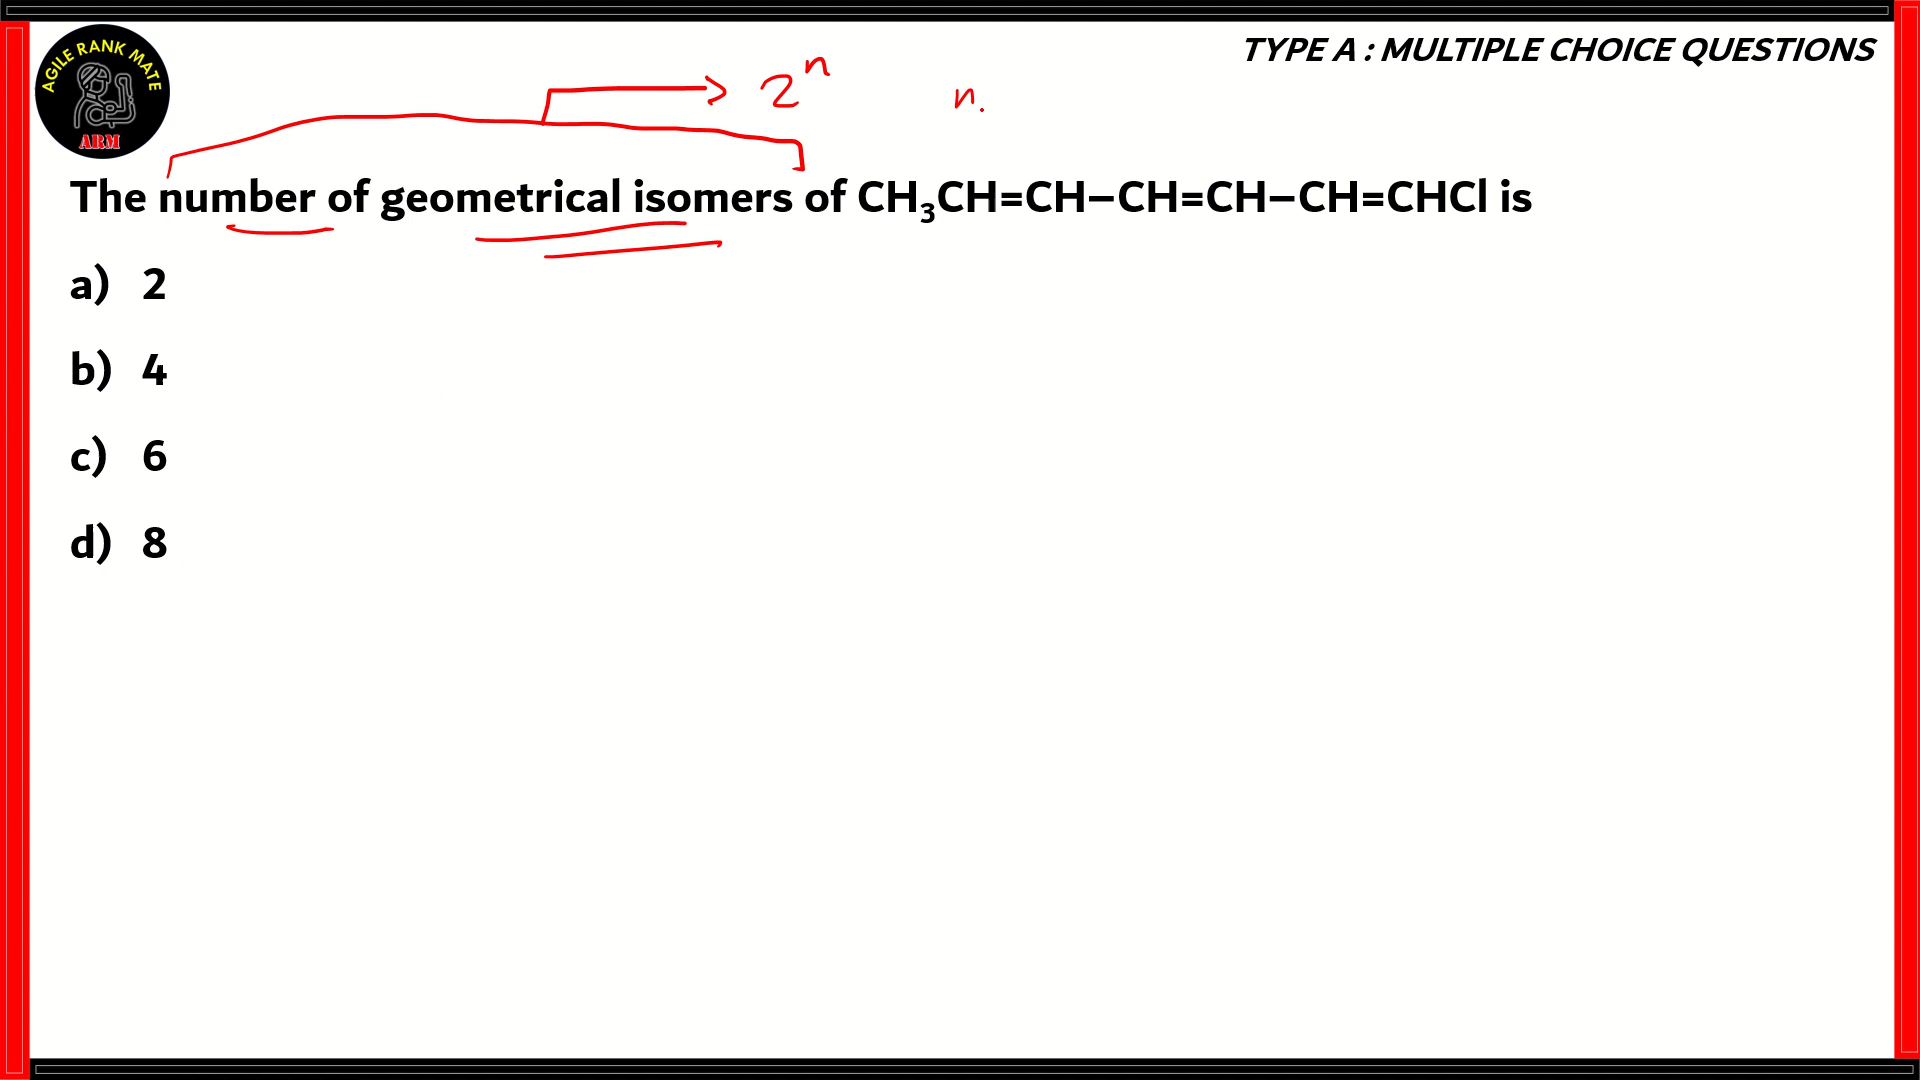 AGILE RANK MATE
ARM
TYPE A : MULTIPLE CHOICE QUESTIONS
2ⁿ n.
The number of geometrical isomers of CH₃CH=CH–CH=CH–CH=CHCl is
a) 2
b) 4
c) 6
d) 8